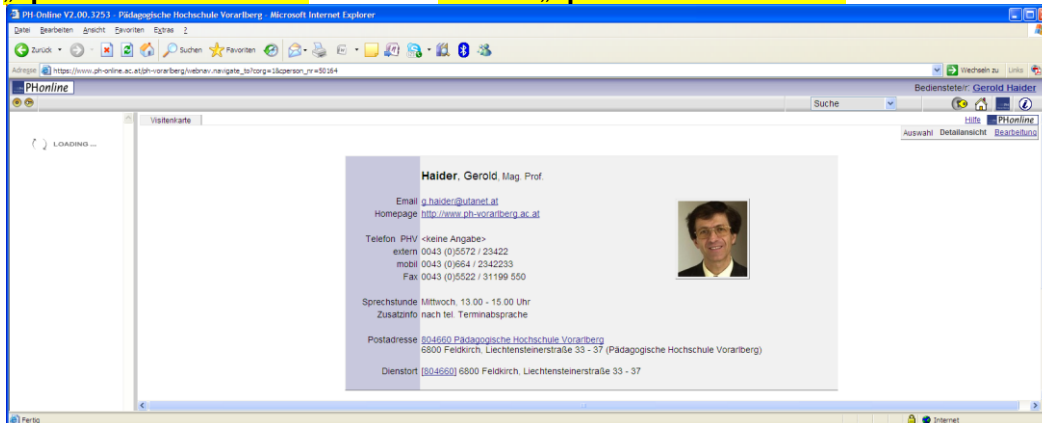 PH-Online V2.00.3253 - Pädagogische Hochschule Vorarlberg - Microsoft Internet Explorer
Datei Bearbeiten Ansicht Favoriten Extras ?
Zurück Suchen Favoriten
Adresse https://www.ph-online.ac.at/ph-vorarlberg/webnav.navigate_to?corg=1&cperson_nr=50164 Wechseln zu Links
PHonline Bedienstete/r: Gerold Haider
Suche
Visitenkarte Hilfe PHonline
Auswahl Detailansicht Bearbeitung
LOADING ...
Haider, Gerold, Mag. Prof.
Email g.haider@utanet.at
Homepage http://www.ph-vorarlberg.ac.at
Telefon PHV <keine Angabe>
extern 0043 (0)5572 / 23422
mobil 0043 (0)664 / 2342233
Fax 0043 (0)5522 / 31199 550
Sprechstunde Mittwoch, 13.00 - 15.00 Uhr
Zusatzinfo nach tel. Terminabsprache
Postadresse 804660 Pädagogische Hochschule Vorarlberg
6800 Feldkirch, Liechtensteinerstraße 33 - 37 (Pädagogische Hochschule Vorarlberg)
Dienstort [804660] 6800 Feldkirch, Liechtensteinerstraße 33 - 37
Fertig Internet